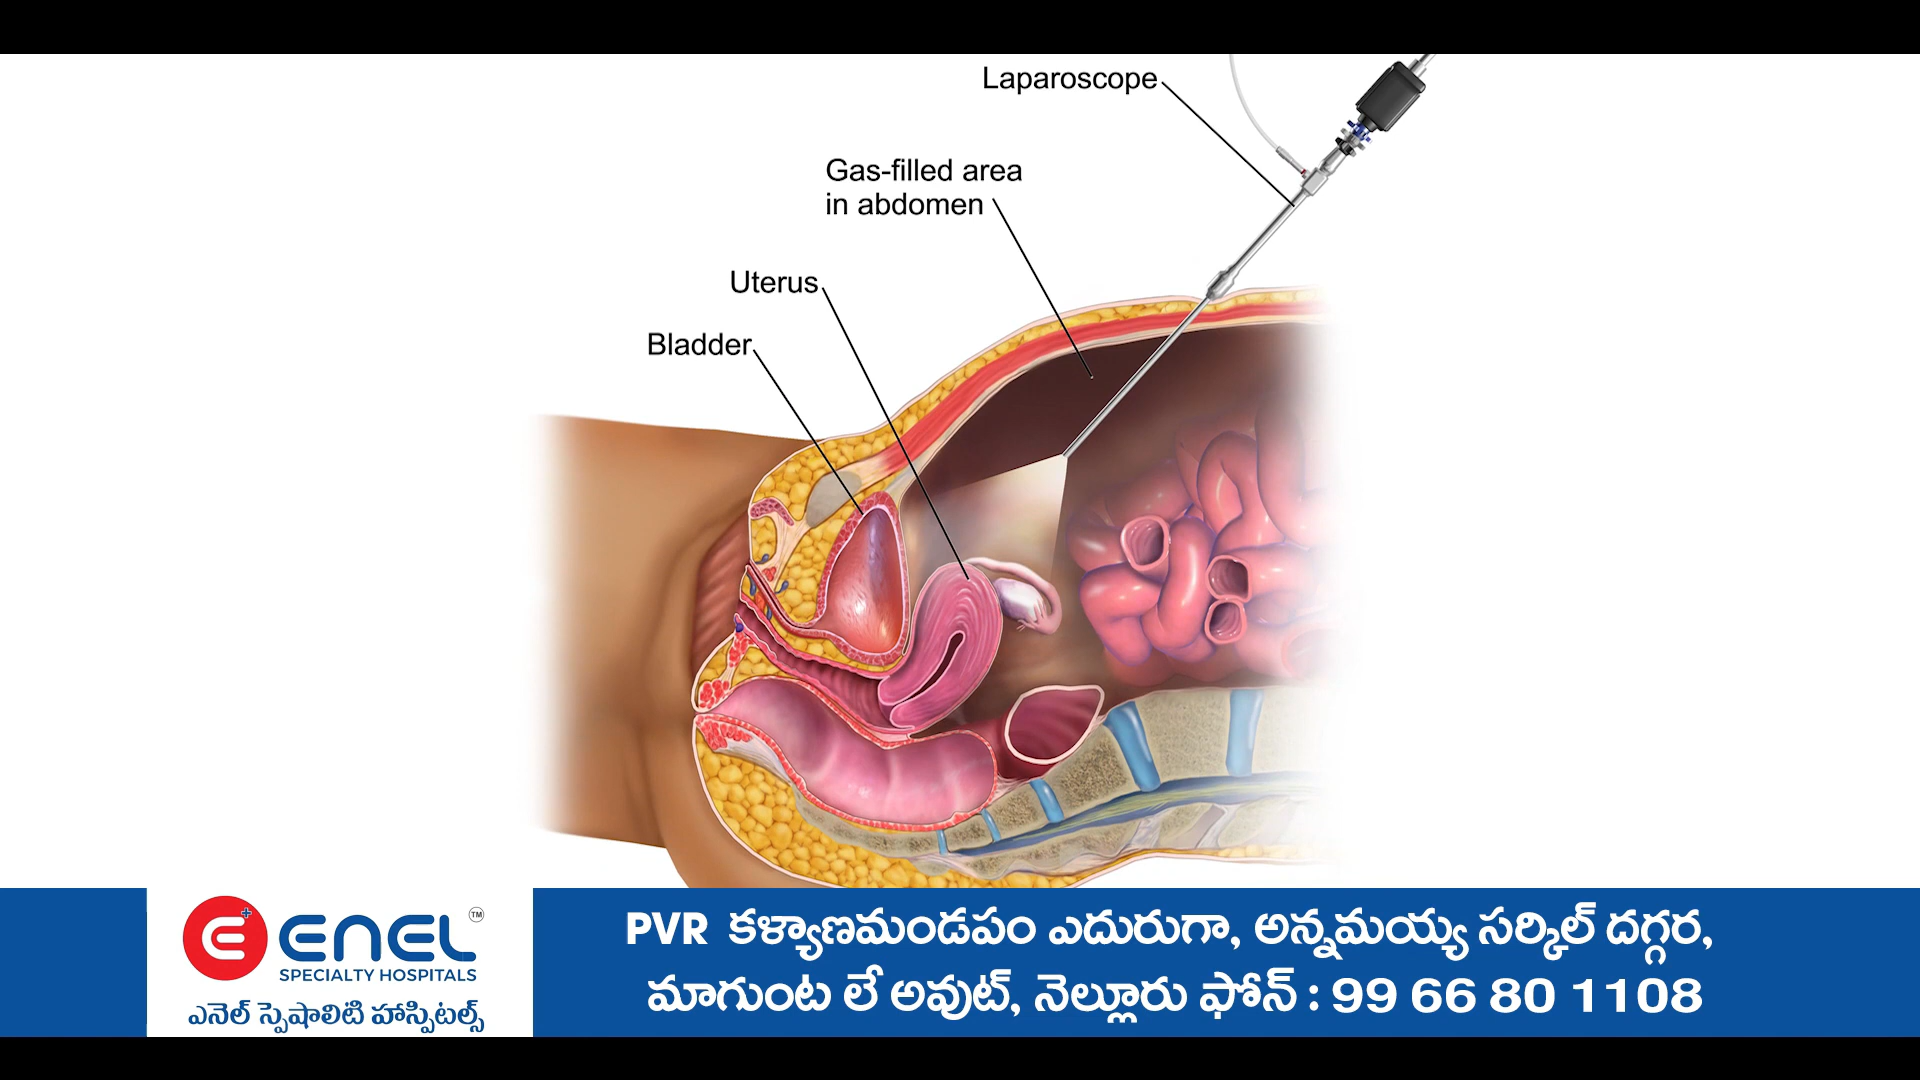 Laparoscope
Gas-filled area
in abdomen
Uterus
Bladder
ENEL TM
SPECIALTY HOSPITALS
ఎనెల్ స్పెషాలిటి హాస్పిటల్స్
PVR కళ్యాణమండపం ఎదురుగా, అన్నమయ్య సర్కిల్ దగ్గర,
మాగుంట లే అవుట్, నెల్లూరు ఫోన్ : 99 66 80 1108